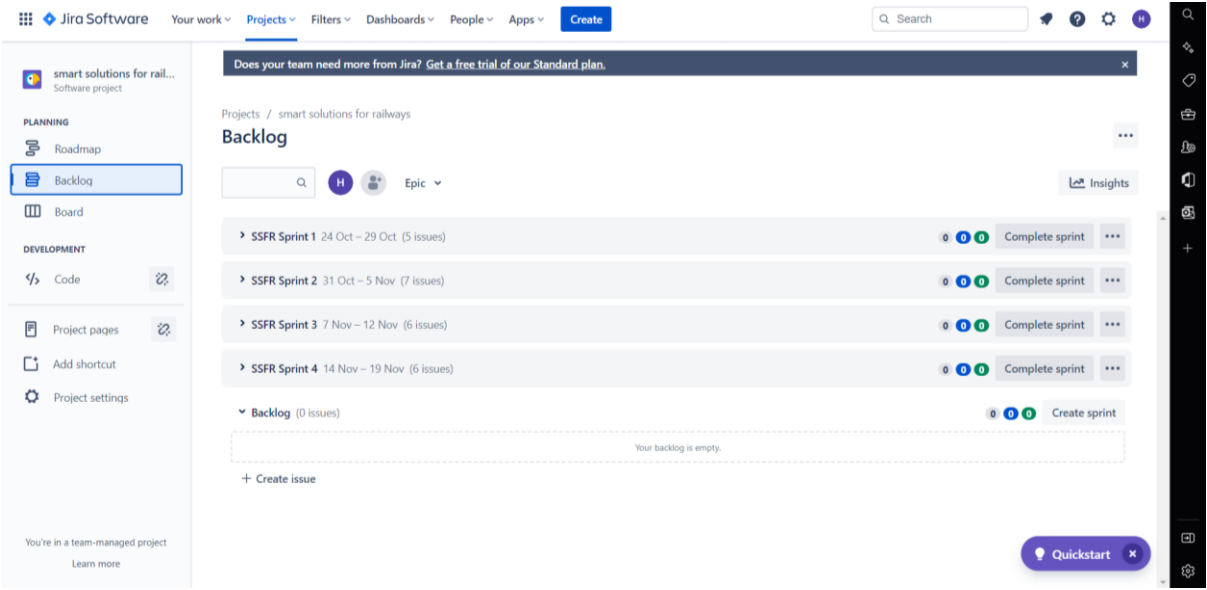 Jira Software Your work Projects Filters Dashboards People Apps Create Search H
smart solutions for rail...
Software project
PLANNING
Roadmap
Backlog
Board
DEVELOPMENT
Code
Project pages
Add shortcut
Project settings
You're in a team-managed project
Learn more
Does your team need more from Jira? Get a free trial of our Standard plan.
Projects / smart solutions for railways
Backlog
H Epic Insights
SSFR Sprint 1 24 Oct – 29 Oct (5 issues) 0 0 0 Complete sprint
SSFR Sprint 2 31 Oct – 5 Nov (7 issues) 0 0 0 Complete sprint
SSFR Sprint 3 7 Nov – 12 Nov (6 issues) 0 0 0 Complete sprint
SSFR Sprint 4 14 Nov – 19 Nov (6 issues) 0 0 0 Complete sprint
Backlog (0 issues) 0 0 0 Create sprint
Your backlog is empty.
+ Create issue
Quickstart